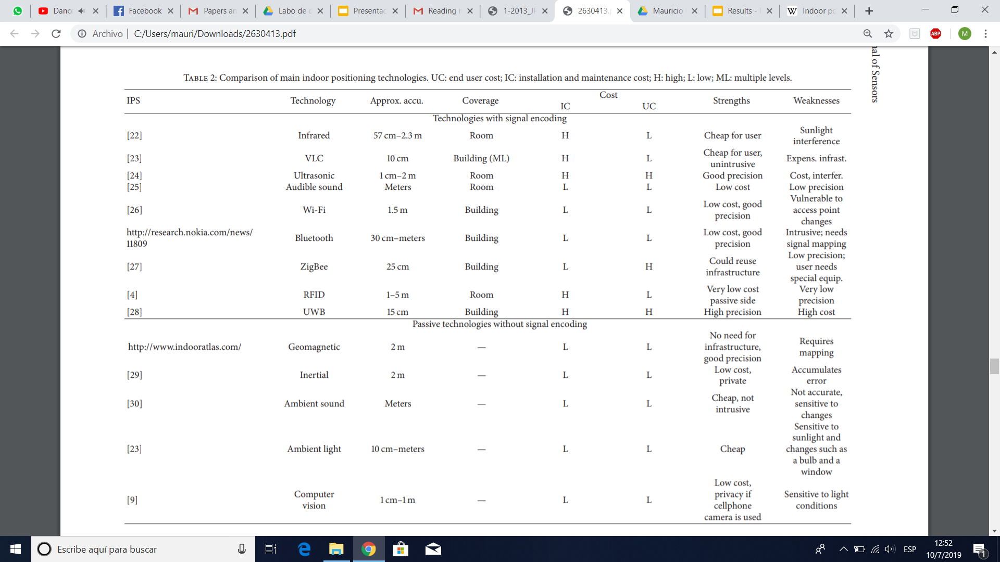 Dance
Facebook
Papers an
Labo de c
Presentac
Reading r
1-2013_JF
2630413.p
Mauricio
Results -
W Indoor po
Archivo | C:/Users/mauri/Downloads/2630413.pdf
ABP
M
nal of Sensors
TABLE 2: Comparison of main indoor positioning technologies. UC: end user cost; IC: installation and maintenance cost; H: high; L: low; ML: multiple levels.
IPS Technology Approx. accu. Coverage Cost IC UC Strengths Weaknesses
Technologies with signal encoding
[22] Infrared 57 cm–2.3 m Room H L Cheap for user Sunlight interference
[23] VLC 10 cm Building (ML) H L Cheap for user, unintrusive Expens. infrast.
[24] Ultrasonic 1 cm–2 m Room H H Good precision Cost, interfer.
[25] Audible sound Meters Room L L Low cost Low precision
[26] Wi-Fi 1.5 m Building L L Low cost, good precision Vulnerable to access point changes
http://research.nokia.com/news/11809 Bluetooth 30 cm–meters Building L L Low cost, good precision Intrusive; needs signal mapping
[27] ZigBee 25 cm Building L H Could reuse infrastructure Low precision; user needs special equip.
[4] RFID 1–5 m Room H L Very low cost passive side Very low precision
[28] UWB 15 cm Building H H High precision High cost
Passive technologies without signal encoding
http://www.indooratlas.com/ Geomagnetic 2 m — L L No need for infrastructure, good precision Requires mapping
[29] Inertial 2 m — L L Low cost, private Accumulates error
[30] Ambient sound Meters — L L Cheap, not intrusive Not accurate, sensitive to changes
[23] Ambient light 10 cm–meters — L L Cheap Sensitive to sunlight and changes such as a bulb and a window
[9] Computer vision 1 cm–1 m — L L Low cost, privacy if cellphone camera is used Sensitive to light conditions
Escribe aquí para buscar
ESP
12:52
10/7/2019
1